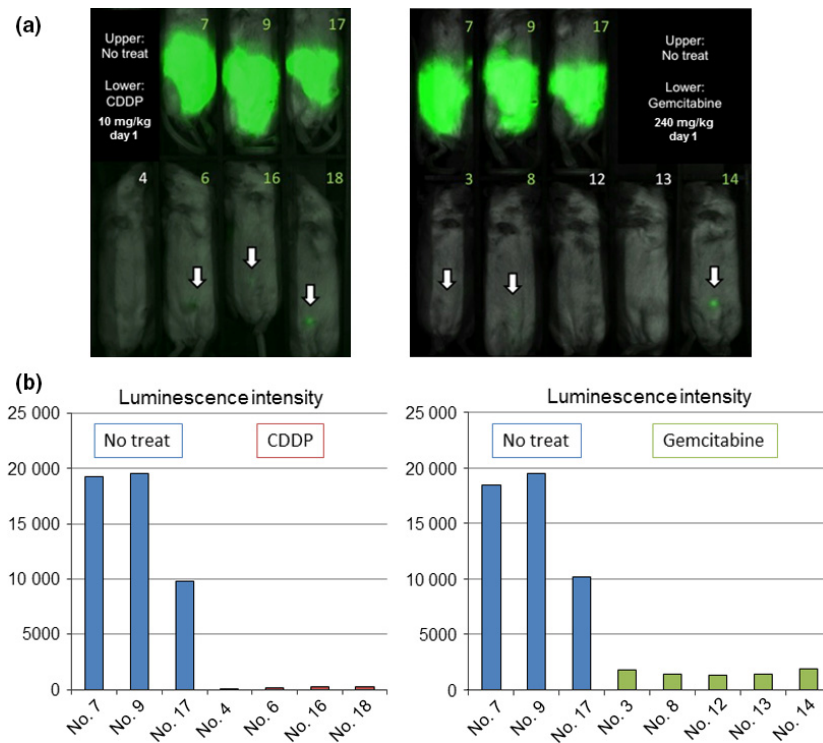 (a)
Upper:
No treat
Lower:
CDDP
10 mg/kg
day 1
7 9 17
4 6 16 18
7 9 17
Upper:
No treat
Lower:
Gemcitabine
240 mg/kg
day 1
3 8 12 13 14
(b)
Luminescence intensity
25 000
20 000
15 000
10 000
5000
0
No treat
CDDP
No. 7 No. 9 No. 17 No. 4 No. 6 No. 16 No. 18
Luminescence intensity
25 000
20 000
15 000
10 000
5000
0
No treat
Gemcitabine
No. 7 No. 9 No. 17 No. 3 No. 8 No. 12 No. 13 No. 14